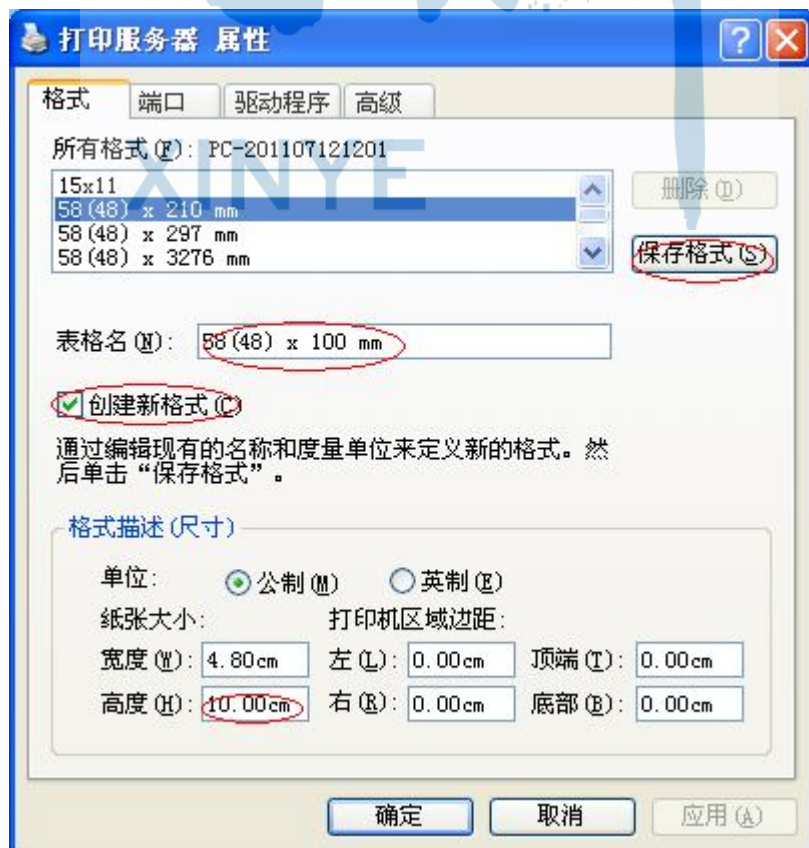 打印服务器 属性
格式 端口 驱动程序 高级
所有格式(F): PC-201107121201
XINYE
15x11
删除(D)
58(48) x 210 mm
58(48) x 297 mm
58(48) x 3276 mm
保存格式(S)
表格名(N): 58(48) x 100 mm
创建新格式(C)
通过编辑现有的名称和度量单位来定义新的格式。然
后单击“保存格式”。
格式描述(尺寸)
单位: 公制(M) 英制(E)
纸张大小: 打印机区域边距:
宽度(W): 4.80cm 左(L): 0.00cm 顶端(T): 0.00cm
高度(H): 10.00cm 右(R): 0.00cm 底部(B): 0.00cm
确定 取消 应用(A)